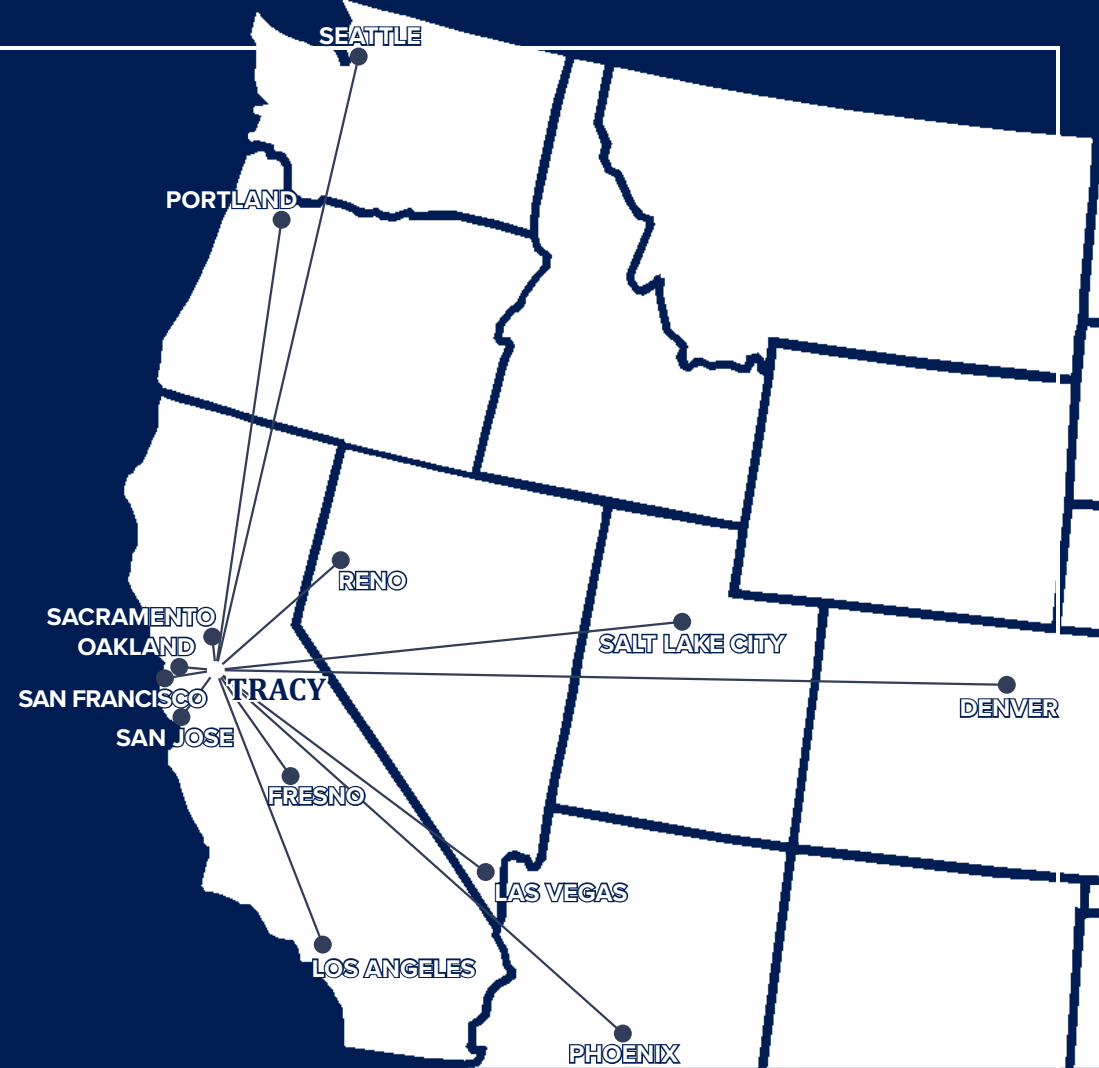 SEATTLE
PORTLAND
RENO
SACRAMENTO
OAKLAND
SALT LAKE CITY
TRACY
SAN FRANCISCO
DENVER
SAN JOSE
FRESNO
LAS VEGAS
LOS ANGELES
PHOENIX